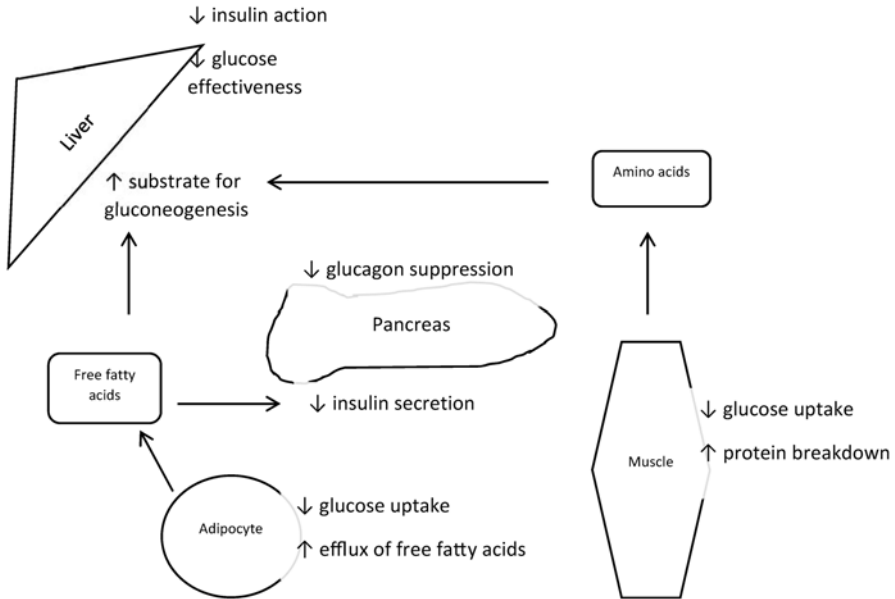 ↓ insulin action
↓ glucose
effectiveness
Liver
↑ substrate for
gluconeogenesis
Amino acids
↓ glucagon suppression
Pancreas
↓ insulin secretion
Free fatty
acids
Adipocyte
↓ glucose uptake
↑ efflux of free fatty acids
Muscle
↓ glucose uptake
↑ protein breakdown